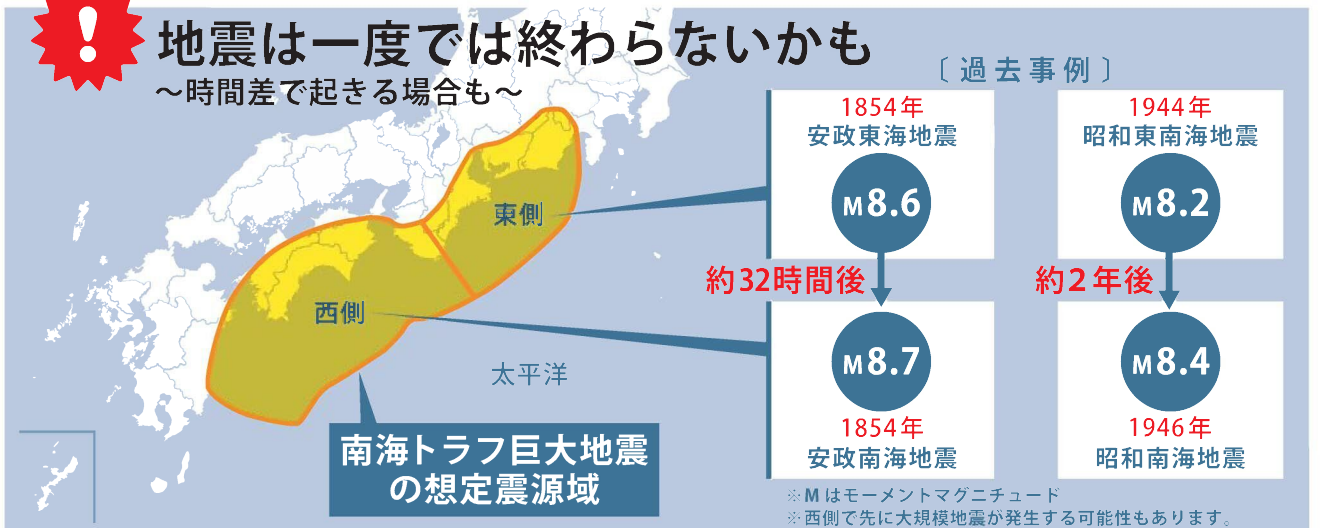 !
地震は一度では終わらないかも
〜時間差で起きる場合も〜
〔過去事例〕
1854年
安政東海地震
M8.6
約32時間後
M8.7
1854年
安政南海地震
1944年
昭和東南海地震
M8.2
約2年後
M8.4
1946年
昭和南海地震
東側
西側
太平洋
南海トラフ巨大地震
の想定震源域
※Mはモーメントマグニチュード
※西側で先に大規模地震が発生する可能性もあります。